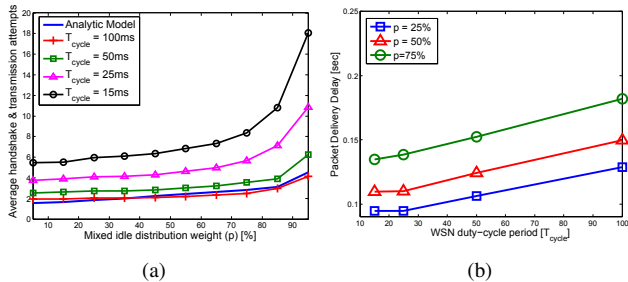 Average handshake & transmission attempts
20
18
16
14
12
10
8
6
4
2
0
Analytic Model
T_cycle = 100ms
T_cycle = 50ms
T_cycle = 25ms
T_cycle = 15ms
10 20 30 40 50 60 70 80 90
Mixed idle distribution weight (p) [%]
(a)
Packet Delivery Delay [sec]
0.25
0.2
0.15
0.1
p = 25%
p = 50%
p=75%
20 30 40 50 60 70 80 90 100
WSN duty-cycle period [T_cycle]
(b)